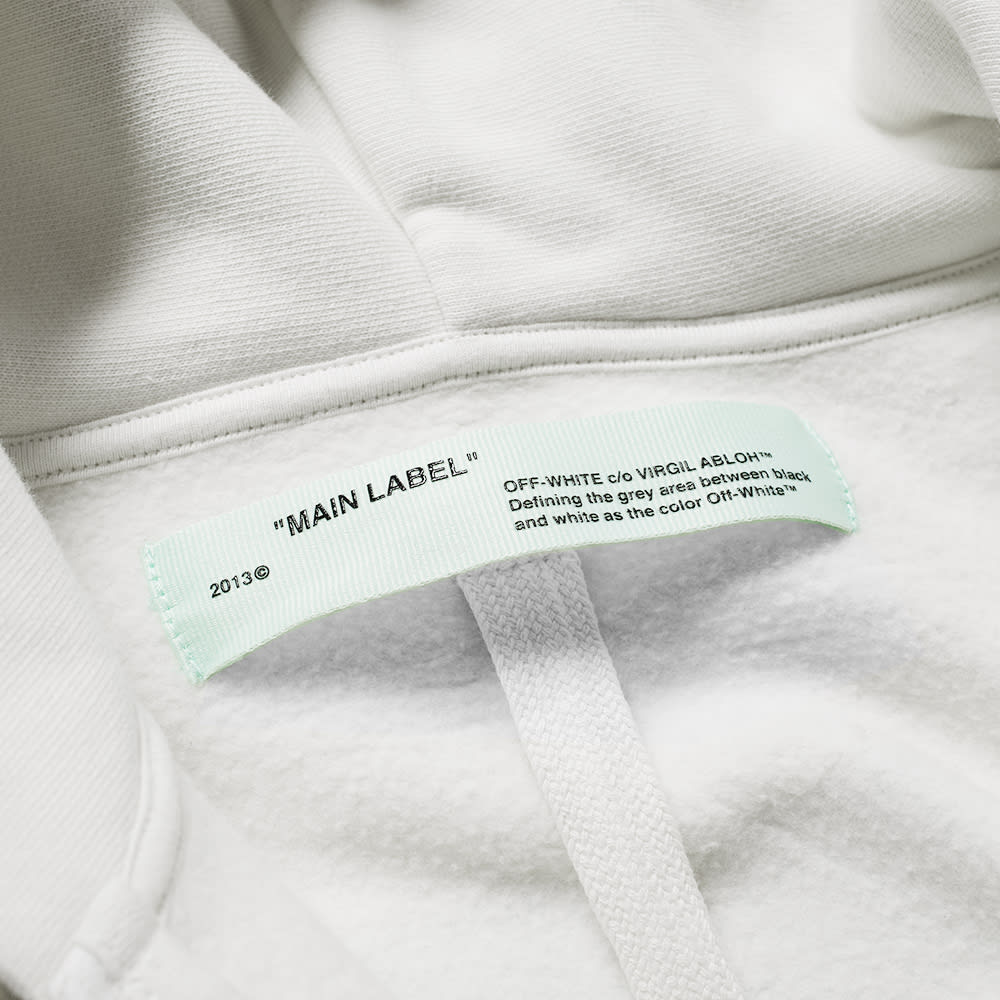 "MAIN LABEL"
2013©
OFF-WHITE c/o VIRGIL ABLOH™
Defining the grey area between black
and white as the color Off-White™